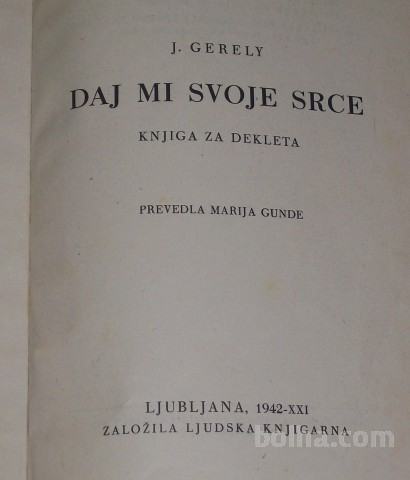 J. GERELY
DAJ MI SVOJE SRCE
KNJIGA ZA DEKLETA
PREVEDLA MARIJA GUNDE
LJUBLJANA, 1942-XXI
ZALOŽILA LJUDSKA KNJIGARNA
bolha.com